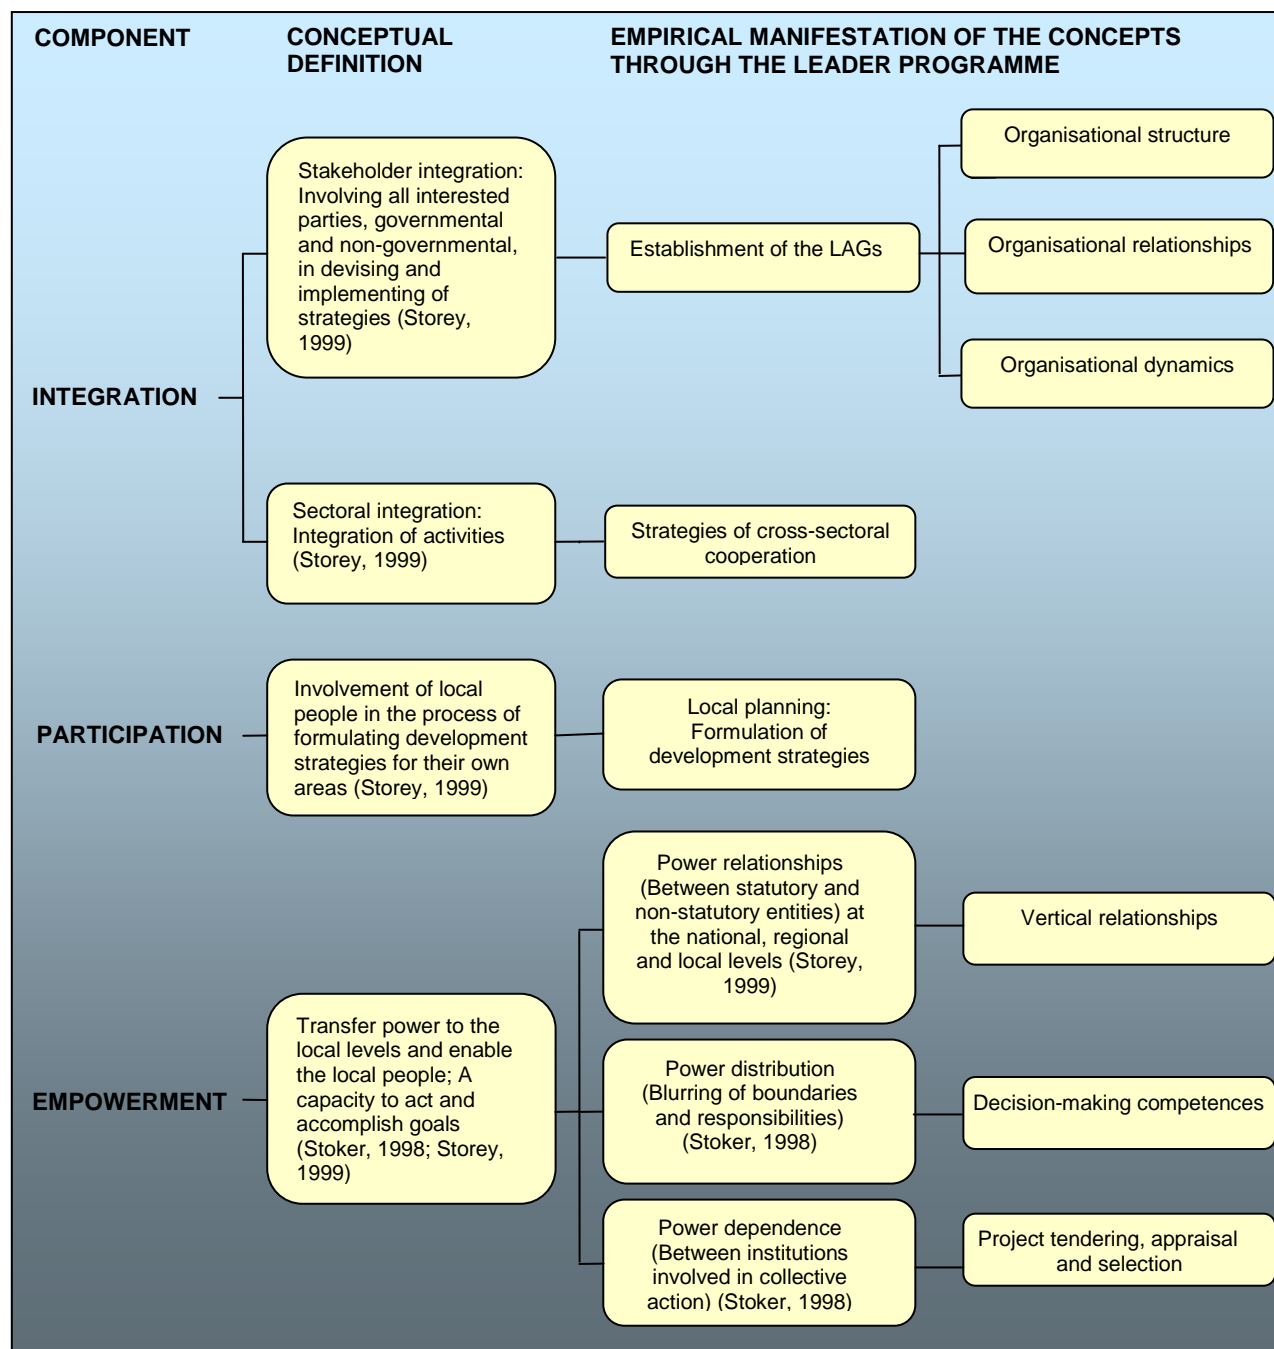 COMPONENT
CONCEPTUAL
DEFINITION
EMPIRICAL MANIFESTATION OF THE CONCEPTS
THROUGH THE LEADER PROGRAMME
INTEGRATION
Stakeholder integration:
Involving all interested
parties, governmental
and non-governmental,
in devising and
implementing of
strategies (Storey,
1999)
Establishment of the LAGs
Organisational structure
Organisational relationships
Organisational dynamics
Sectoral integration:
Integration of activities
(Storey, 1999)
Strategies of cross-sectoral
cooperation
PARTICIPATION
Involvement of local
people in the process of
formulating development
strategies for their own
areas (Storey, 1999)
Local planning:
Formulation of
development strategies
EMPOWERMENT
Transfer power to the
local levels and enable
the local people; A
capacity to act and
accomplish goals
(Stoker, 1998; Storey,
1999)
Power relationships
(Between statutory and
non-statutory entities) at
the national, regional
and local levels (Storey,
1999)
Vertical relationships
Power distribution
(Blurring of boundaries
and responsibilities)
(Stoker, 1998)
Decision-making competences
Power dependence
(Between institutions
involved in collective
action) (Stoker, 1998)
Project tendering, appraisal
and selection